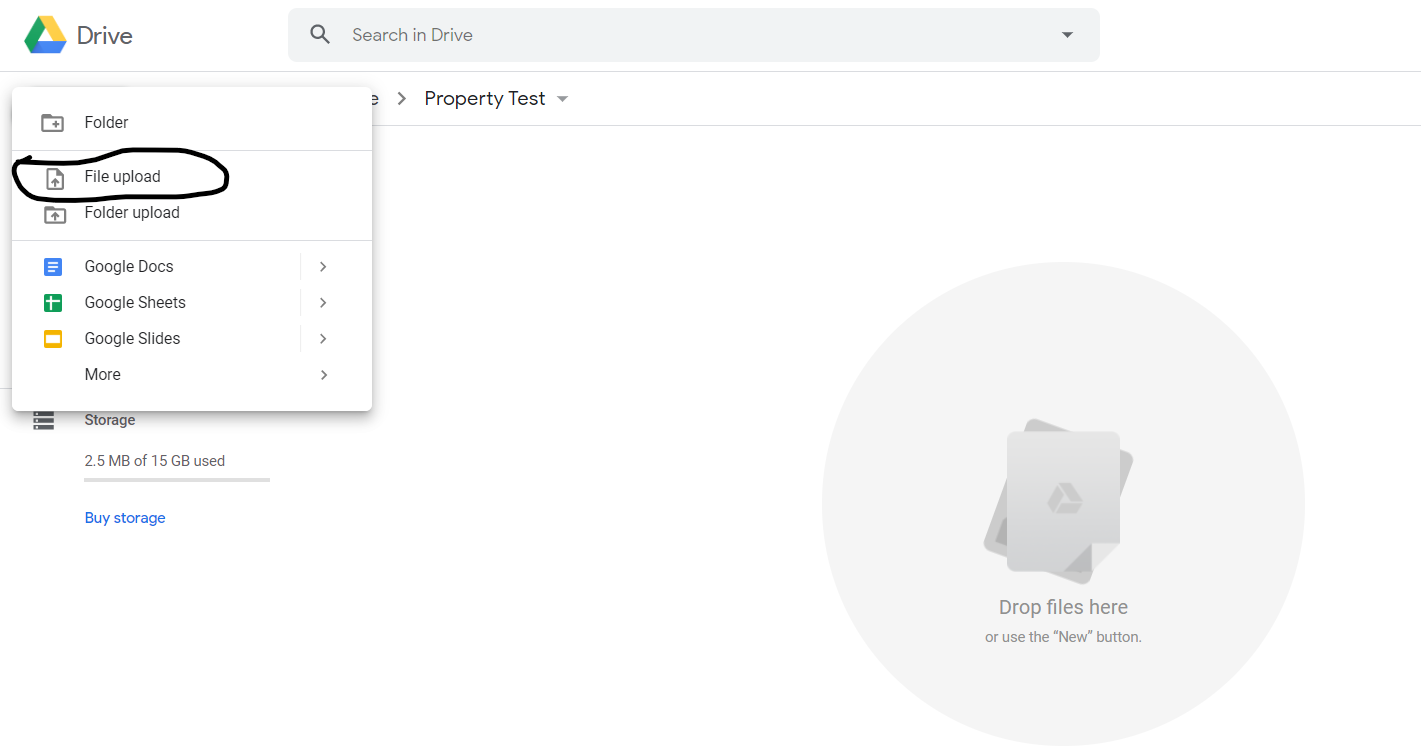 Drive
Search in Drive
e > Property Test
Folder
File upload
Folder upload
Google Docs
Google Sheets
Google Slides
More
Storage
2.5 MB of 15 GB used
Buy storage
Drop files here
or use the “New” button.